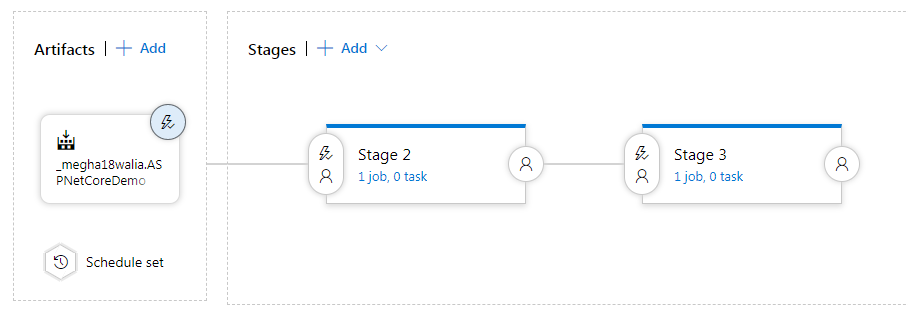 Artifacts | + Add
Stages | + Add
_megha18walia.AS
PNetCoreDemo
Stage 2
1 job, 0 task
Stage 3
1 job, 0 task
Schedule set